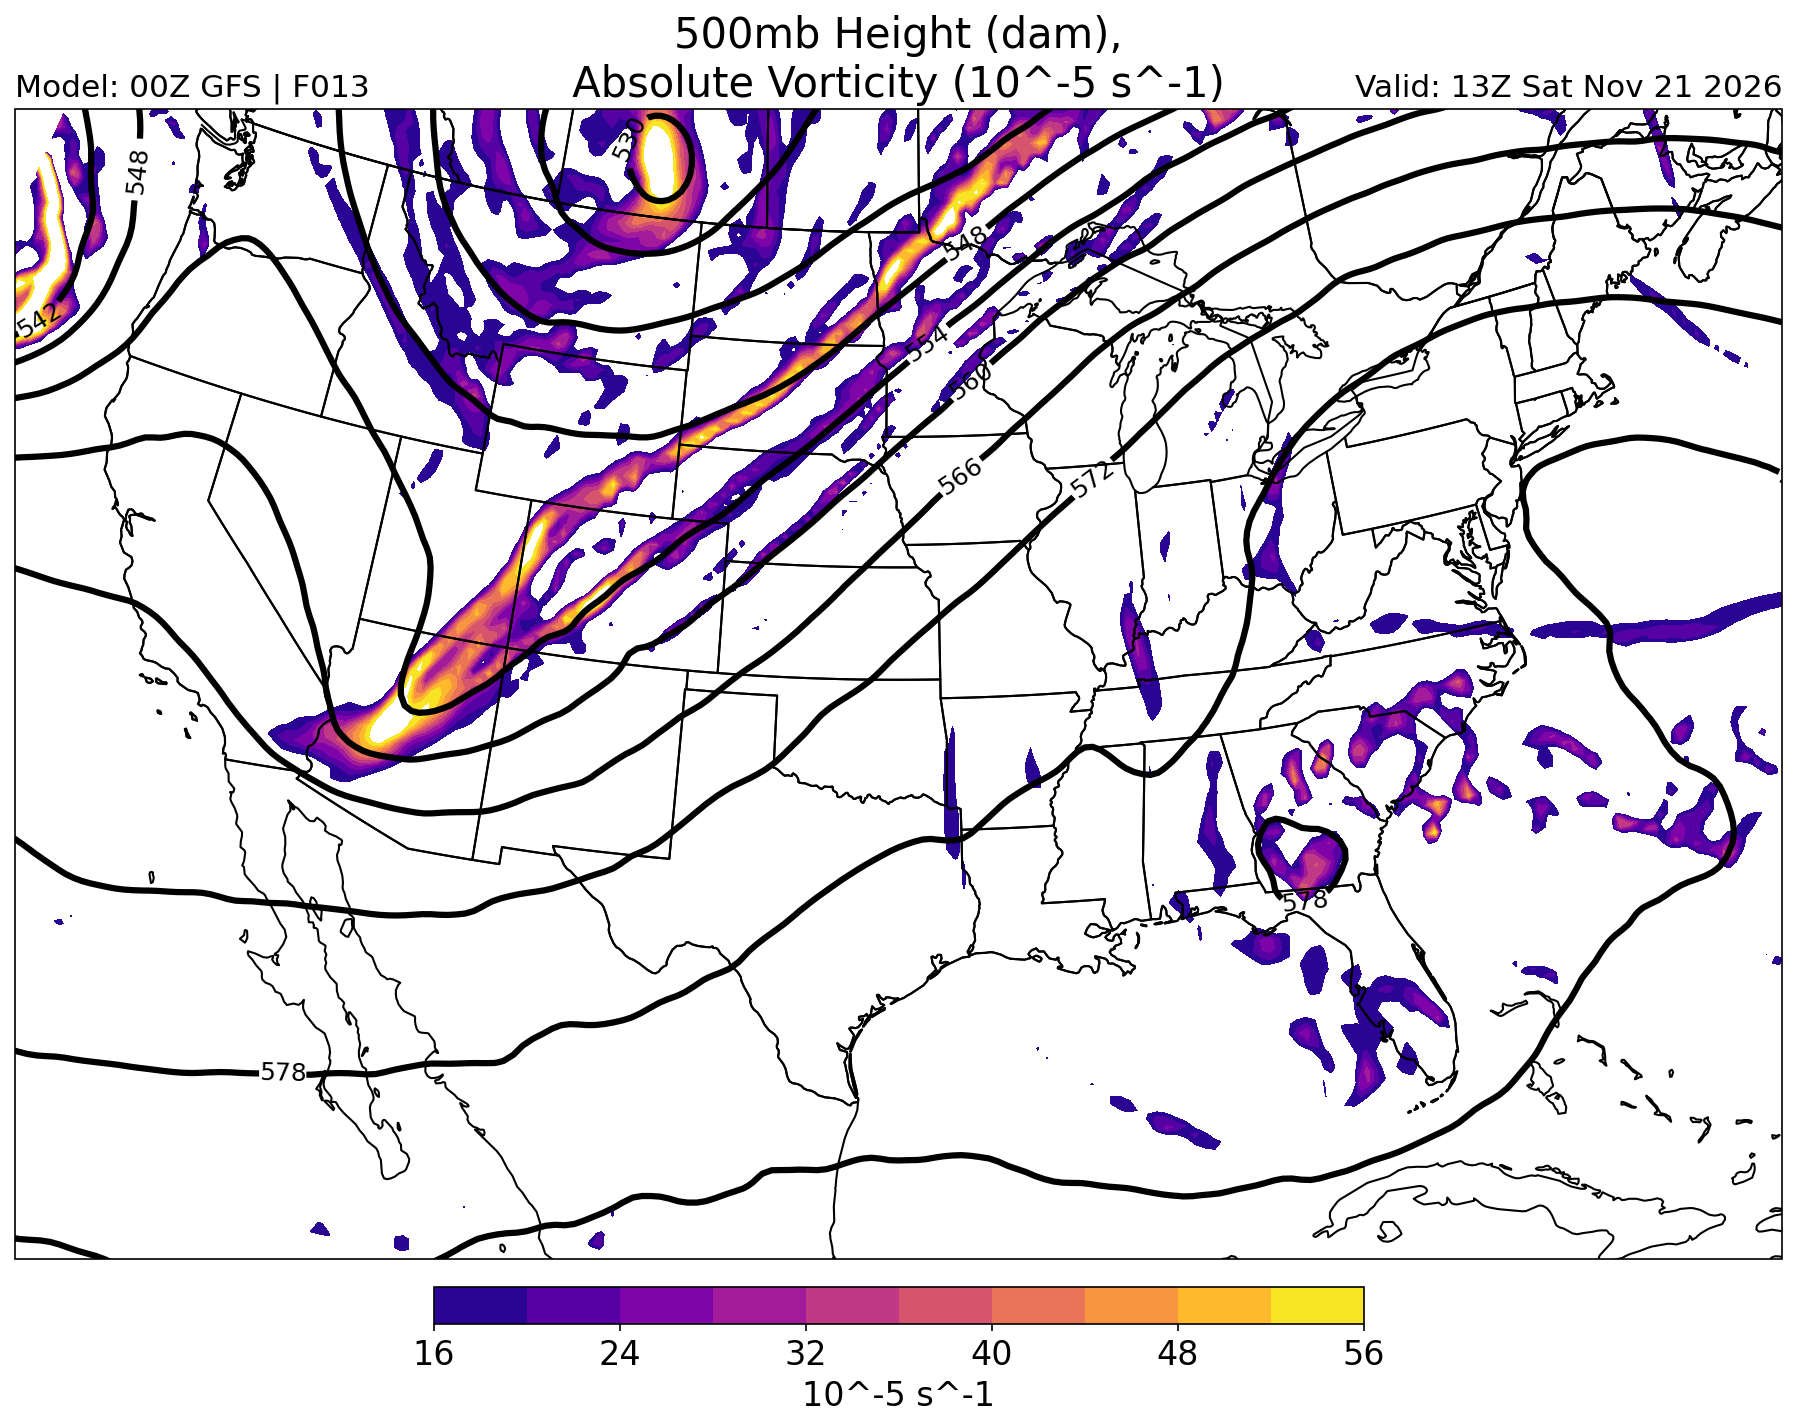 500mb Height (dam),
Absolute Vorticity (10^-5 s^-1)
Model: 00Z GFS | F013
Valid: 13Z Sat Nov 21 2026
530
548
542
548
554
560
566
572
578
578
16 24 32 40 48 56
10^-5 s^-1